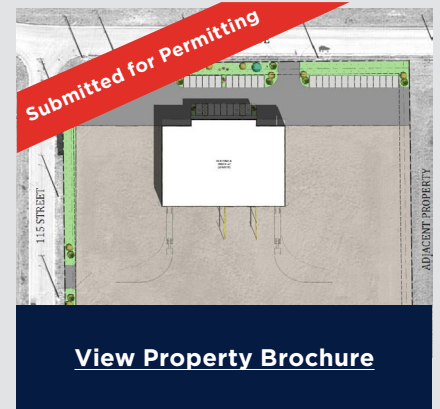 Submitted for Permitting
E
115 STREET
ADJACENT PROPERTY
View Property Brochure